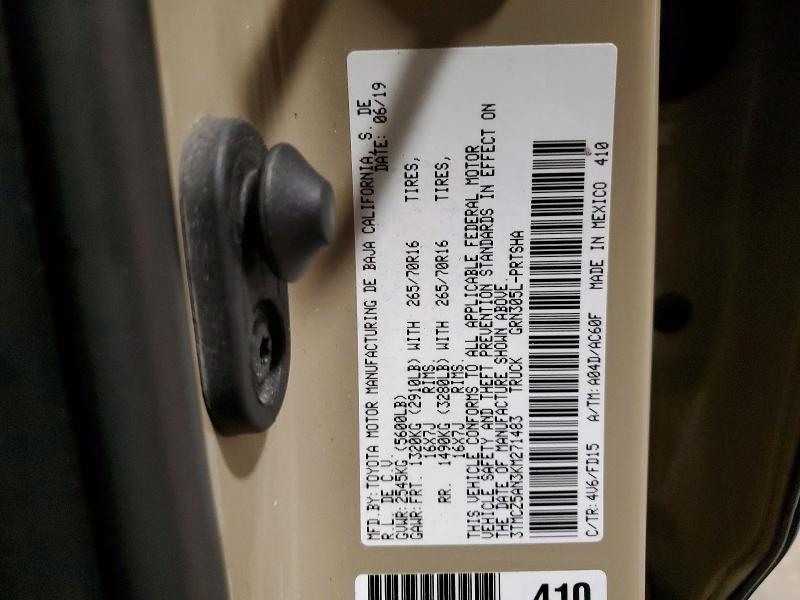 MFD.BY:TOYOTA MOTOR MANUFACTURING DE BAJA CALIFORNIA, S. DE
R.L. DE C.V. DATE: 06/19
GVWR:2545KG (5600LB)
GAWR:FRT. 1320KG (2910LB) WITH 265/70R16 TIRES,
16X7J RIMS.
RR. 1490KG (3280LB) WITH 265/70R16 TIRES,
16X7J RIMS.
THIS VEHICLE CONFORMS TO ALL APPLICABLE FEDERAL MOTOR
VEHICLE SAFETY AND THEFT PREVENTION STANDARDS IN EFFECT ON
THE DATE OF MANUFACTURE SHOWN ABOVE.
3TMCZ5AN3KM271483 TRUCK GRN305L-PRTSHA
C/TR:4V6/FD15 A/TM:A04D/AC60F MADE IN MEXICO 410
410